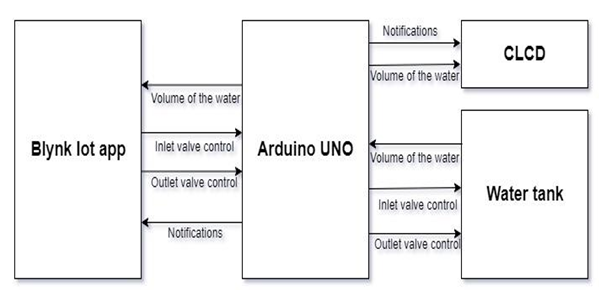 Notifications
CLCD
Volume of the water
Volume of the water
Blynk Iot app
Inlet valve control
Arduino UNO
Outlet valve control
Notifications
Volume of the water
Inlet valve control
Outlet valve control
Water tank